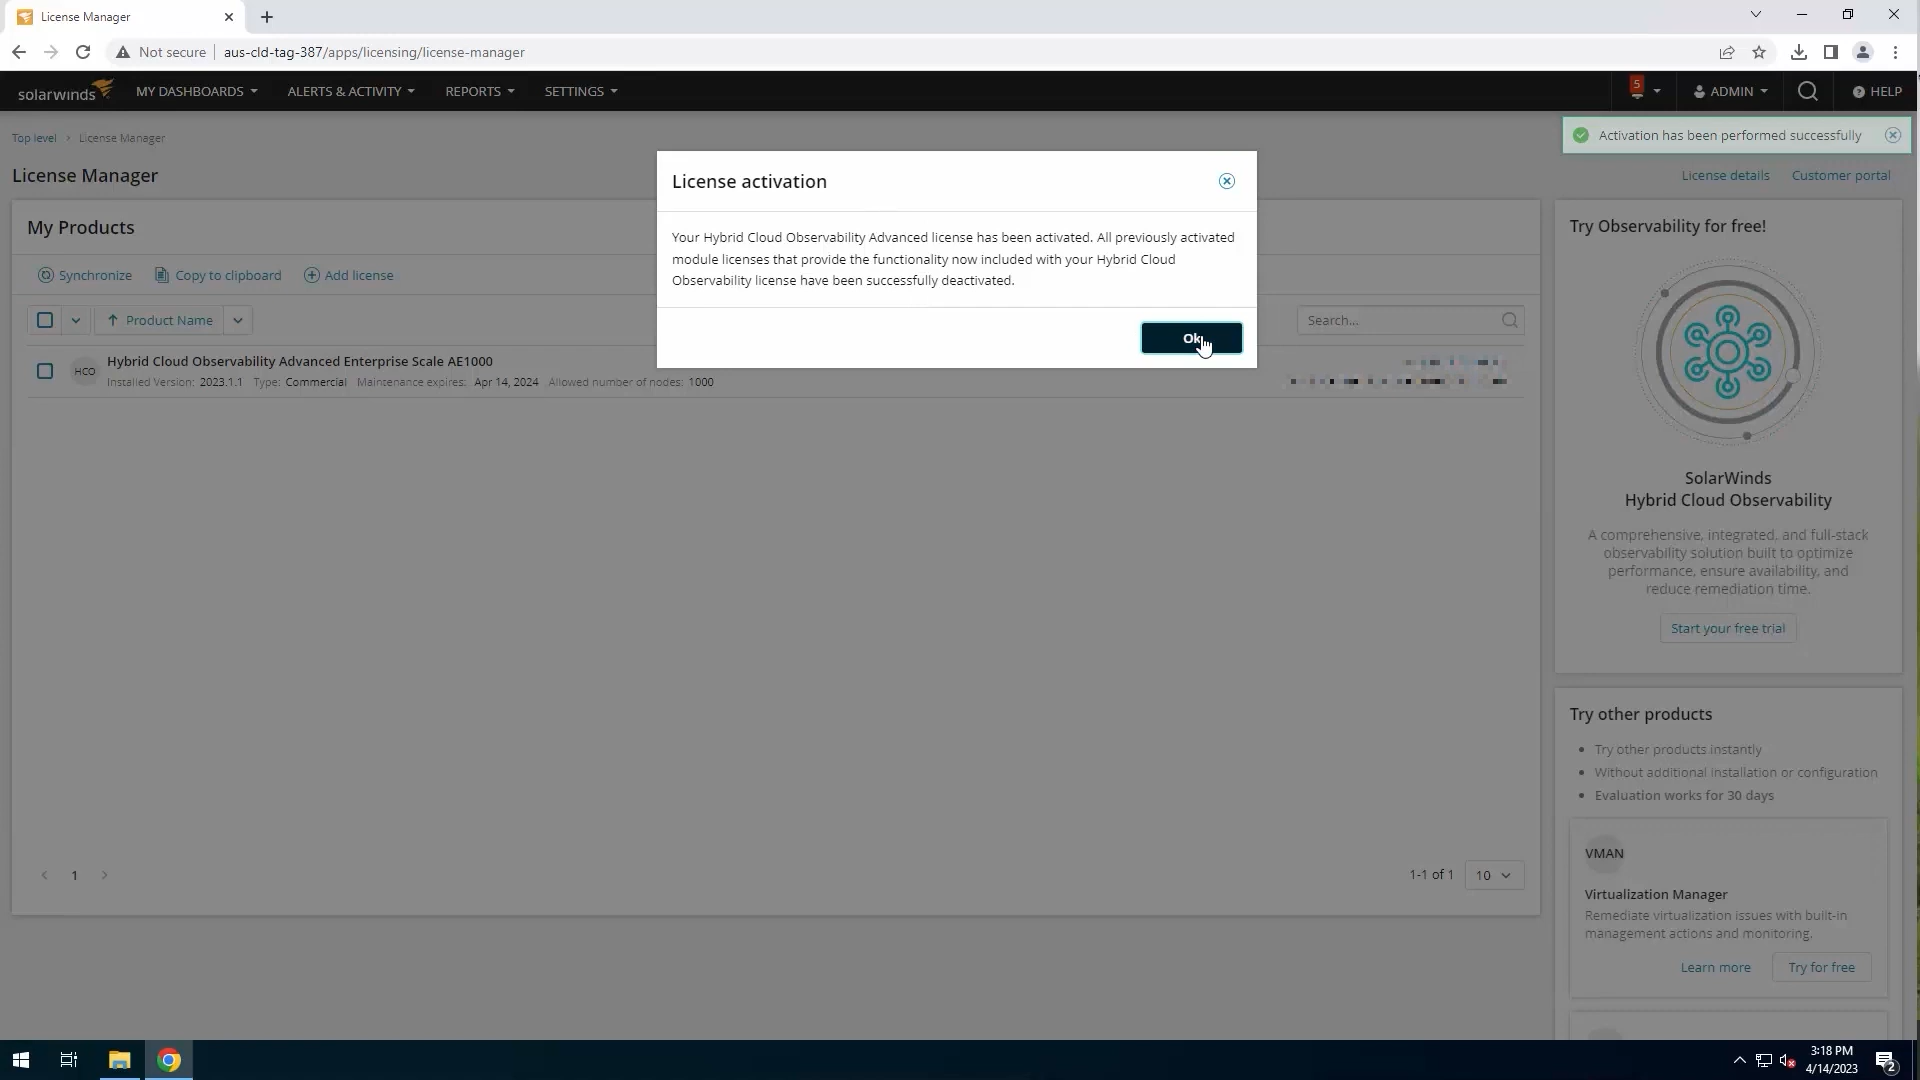 License Manager
Not secure
aus-cld-tag-387/apps/licensing/license-manager
solarwinds
MY DASHBOARDS
ALERTS & ACTIVITY
REPORTS
SETTINGS
5
ADMIN
HELP
Top level
License Manager
Activation has been performed successfully
License Manager
License details
Customer portal
License activation
Your Hybrid Cloud Observability Advanced license has been activated. All previously activated
module licenses that provide the functionality now included with your Hybrid Cloud
Observability license have been successfully deactivated.
Ok
My Products
Synchronize
Copy to clipboard
Add license
Product Name
Search...
HCO
Hybrid Cloud Observability Advanced Enterprise Scale AE1000
Installed Version: 2023.1.1 Type: Commercial Maintenance expires: Apr 14, 2024 Allowed number of nodes: 1000
1
1-1 of 1
10
Try Observability for free!
SolarWinds
Hybrid Cloud Observability
A comprehensive, integrated, and full-stack
observability solution built to optimize
performance, ensure availability, and
reduce remediation time.
Start your free trial
Try other products
Try other products instantly
Without additional installation or configuration
Evaluation works for 30 days
VMAN
Virtualization Manager
Remediate virtualization issues with built-in
management actions and monitoring.
Learn more
Try for free
3:18 PM
4/14/2023
2